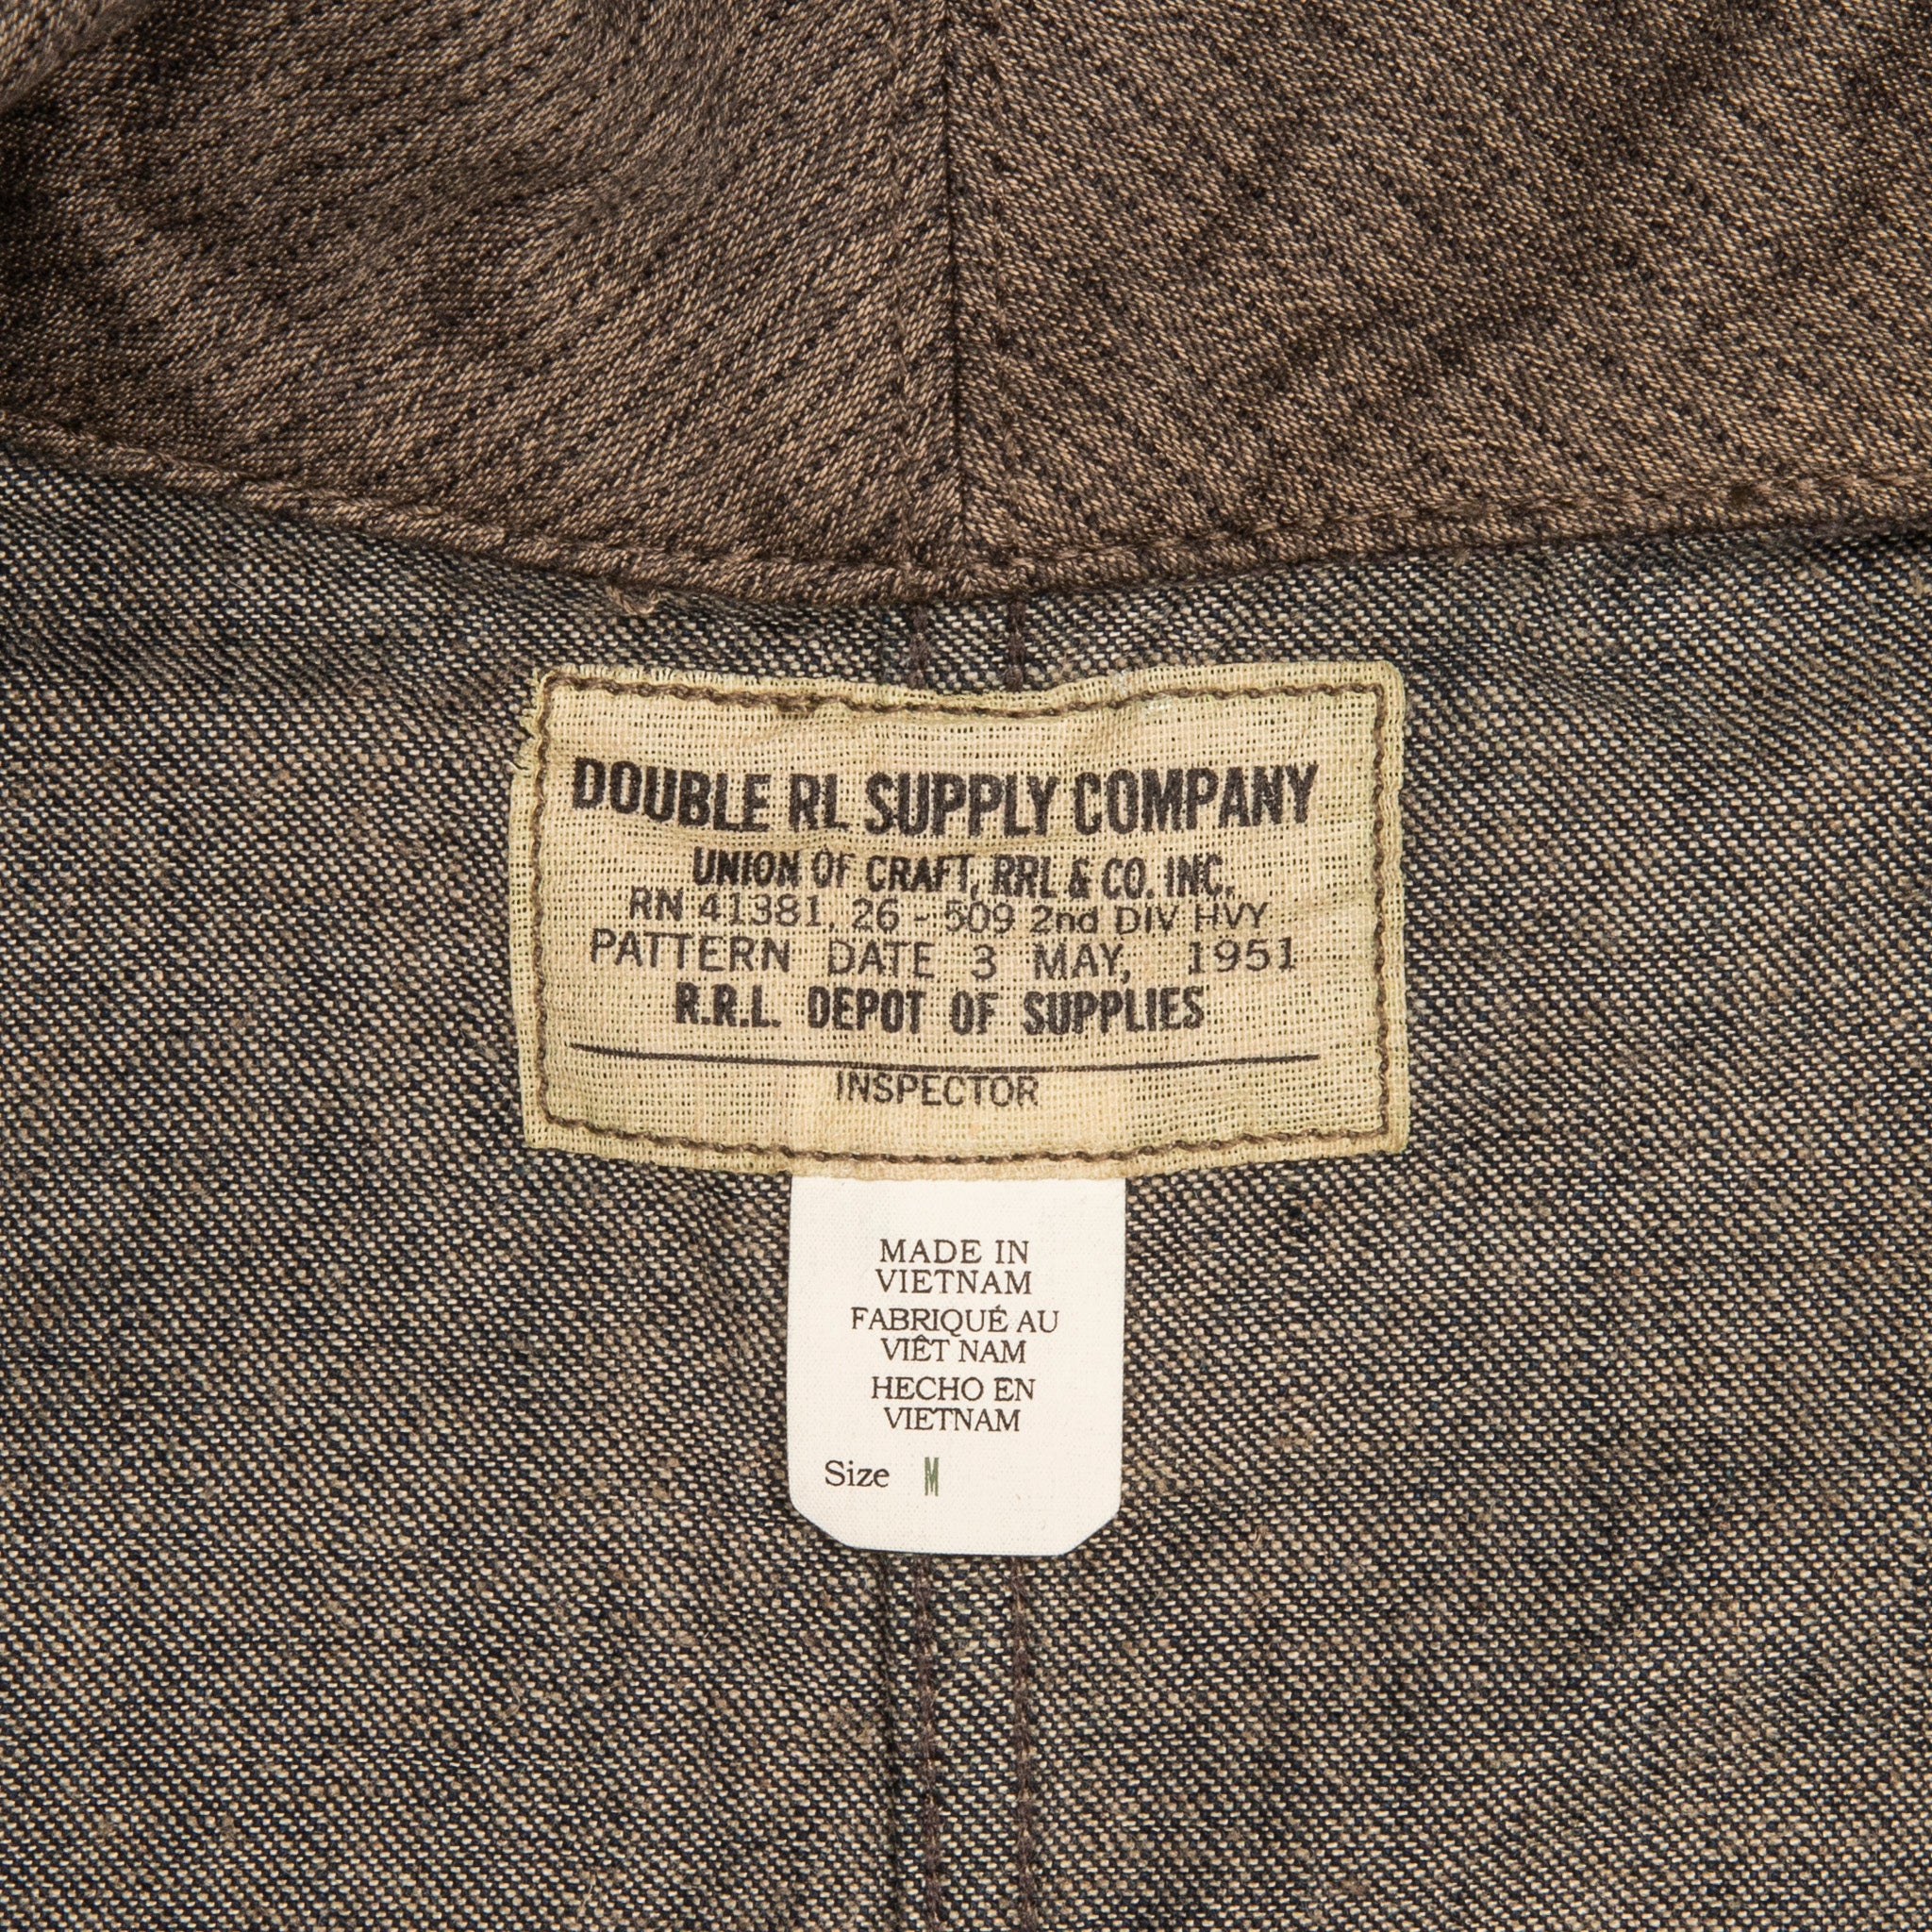 DOUBLE RL SUPPLY COMPANY
UNION OF CRAFT, RRL & CO. INC.
RN 41381, 26 - 509 2nd DIV HVY
PATTERN DATE 3 MAY, 1951
R.R.L. DEPOT OF SUPPLIES
INSPECTOR
MADE IN
VIETNAM
FABRIQUÉ AU
VIÊT NAM
HECHO EN
VIETNAM
Size M